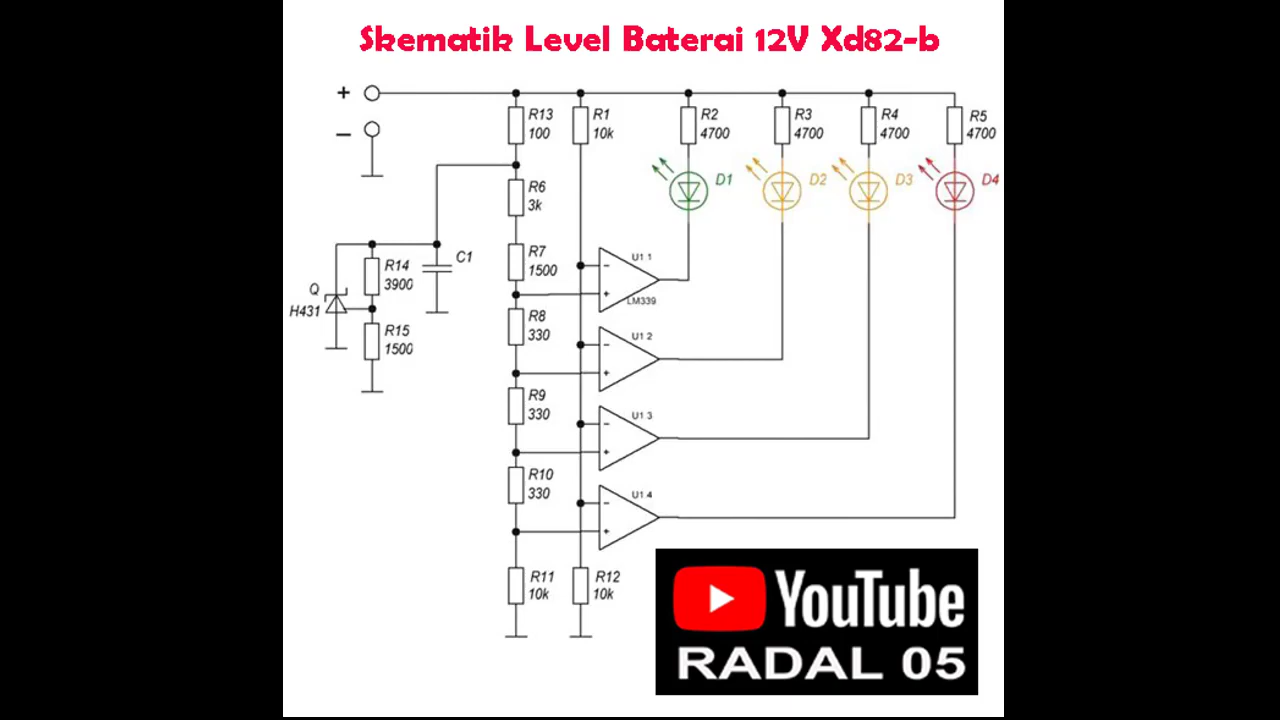 Skematik Level Baterai 12V Xd82-b
+
−
R13
100
R1
10k
R2
4700
R3
4700
R4
4700
R5
4700
D1
D2
D3
D4
R6
3k
R7
1500
R14
3900
C1
Q
H431
R15
1500
R8
330
R9
330
R10
330
R11
10k
R12
10k
U1 1
-
+
LM339
U1 2
-
+
U1 3
-
+
U1 4
-
+
YouTube
RADAL 05